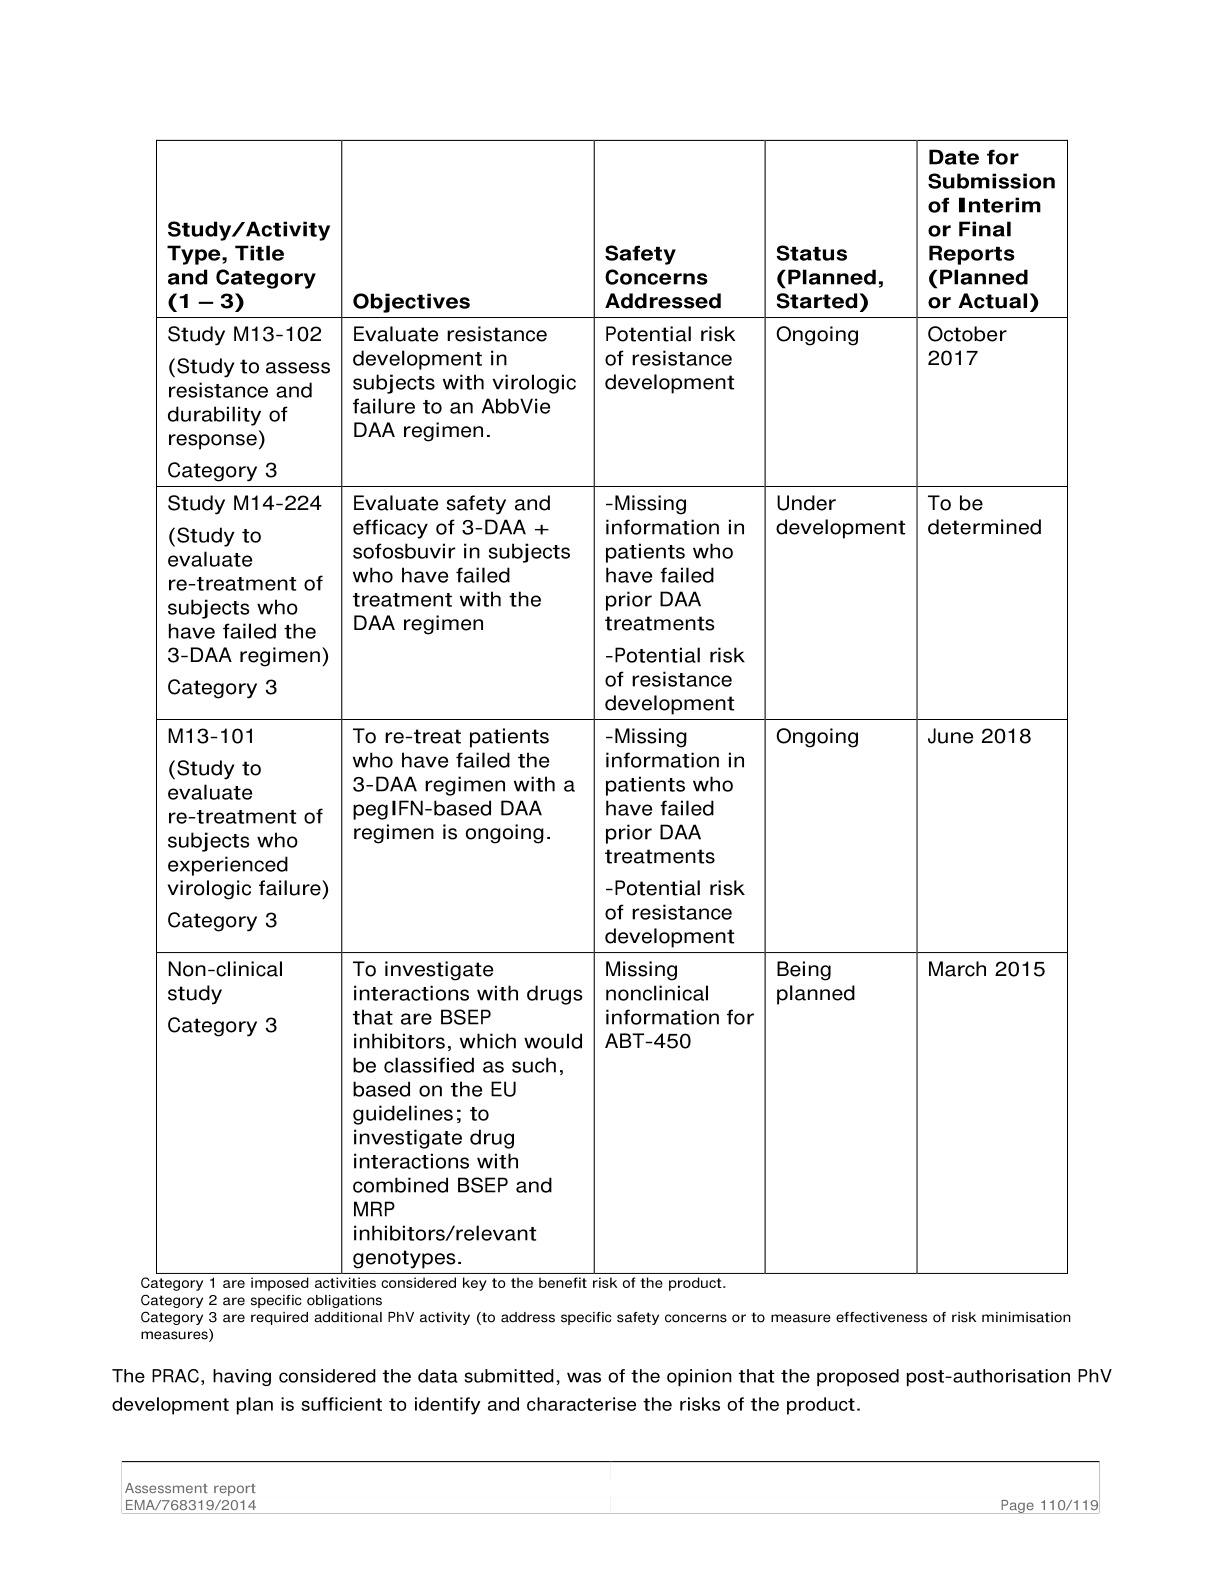 Study/Activity
Type, Title
and Category
(1 – 3)
Objectives
Safety
Concerns
Addressed
Status
(Planned,
Started)
Date for
Submission
of Interim
or Final
Reports
(Planned
or Actual)
Study M13-102
(Study to assess
resistance and
durability of
response)
Category 3
Evaluate resistance
development in
subjects with virologic
failure to an AbbVie
DAA regimen.
Potential risk
of resistance
development
Ongoing
October
2017
Study M14-224
(Study to
evaluate
re-treatment of
subjects who
have failed the
3-DAA regimen)
Category 3
Evaluate safety and
efficacy of 3-DAA +
sofosbuvir in subjects
who have failed
treatment with the
DAA regimen
-Missing
information in
patients who
have failed
prior DAA
treatments
-Potential risk
of resistance
development
Under
development
To be
determined
M13-101
(Study to
evaluate
re-treatment of
subjects who
experienced
virologic failure)
Category 3
To re-treat patients
who have failed the
3-DAA regimen with a
pegIFN-based DAA
regimen is ongoing.
-Missing
information in
patients who
have failed
prior DAA
treatments
-Potential risk
of resistance
development
Ongoing
June 2018
Non-clinical
study
Category 3
To investigate
interactions with drugs
that are BSEP
inhibitors, which would
be classified as such,
based on the EU
guidelines; to
investigate drug
interactions with
combined BSEP and
MRP
inhibitors/relevant
genotypes.
Missing
nonclinical
information for
ABT-450
Being
planned
March 2015
Category 1 are imposed activities considered key to the benefit risk of the product.
Category 2 are specific obligations
Category 3 are required additional PhV activity (to address specific safety concerns or to measure effectiveness of risk minimisation
measures)
The PRAC, having considered the data submitted, was of the opinion that the proposed post-authorisation PhV
development plan is sufficient to identify and characterise the risks of the product.
Assessment report
EMA/768319/2014
Page 110/119